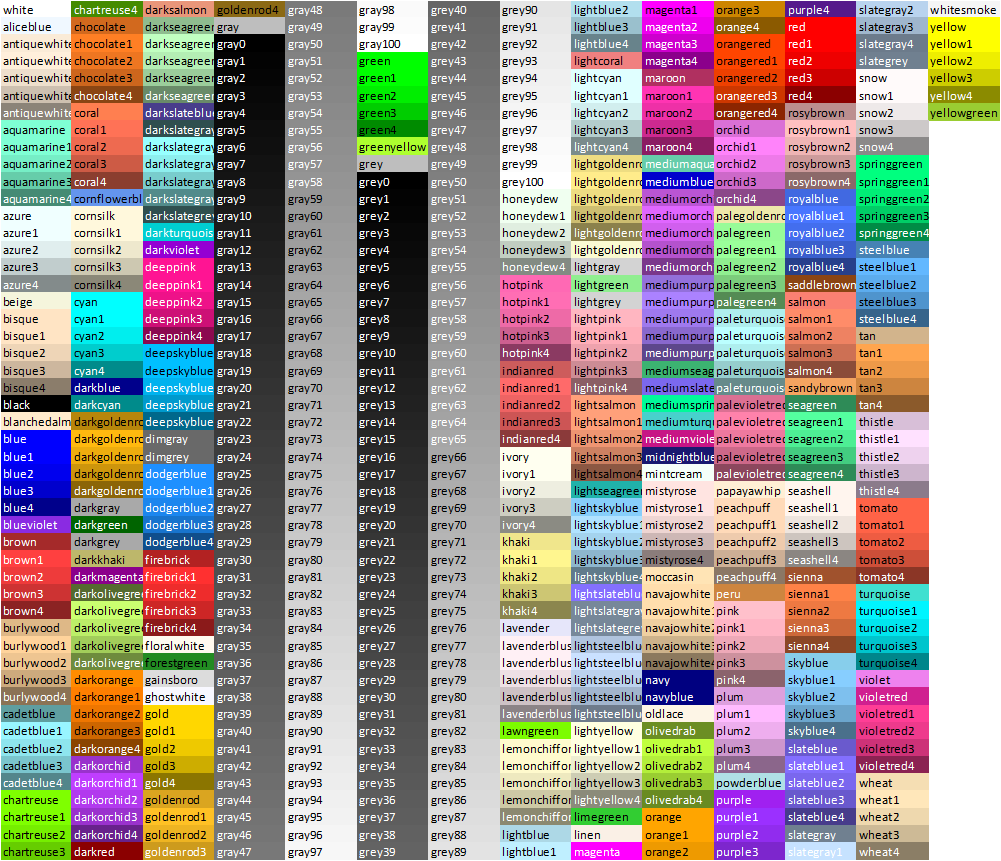 white
aliceblue
antiquewhite
antiquewhite
antiquewhite
antiquewhite
antiquewhite
aquamarine
aquamarine1
aquamarine2
aquamarine3
aquamarine4
azure
azure1
azure2
azure3
azure4
beige
bisque
bisque1
bisque2
bisque3
bisque4
black
blanchedalm
blue
blue1
blue2
blue3
blue4
blueviolet
brown
brown1
brown2
brown3
brown4
burlywood
burlywood1
burlywood2
burlywood3
burlywood4
cadetblue
cadetblue1
cadetblue2
cadetblue3
cadetblue4
chartreuse
chartreuse1
chartreuse2
chartreuse3
chartreuse4
chocolate
chocolate1
chocolate2
chocolate3
chocolate4
coral
coral1
coral2
coral3
coral4
cornflowerbl
cornsilk
cornsilk1
cornsilk2
cornsilk3
cornsilk4
cyan
cyan1
cyan2
cyan3
cyan4
darkblue
darkcyan
darkgoldenro
darkgoldenro
darkgoldenro
darkgoldenro
darkgoldenro
darkgray
darkgreen
darkgrey
darkkhaki
darkmagenta
darkolivegre
darkolivegre
darkolivegre
darkolivegre
darkolivegre
darkorange
darkorange1
darkorange2
darkorange3
darkorange4
darkorchid
darkorchid1
darkorchid2
darkorchid3
darkorchid4
darkred
darksalmon
darkseagreen
darkseagreen
darkseagreen
darkseagreen
darkseagreen
darkslateblu
darkslategray
darkslategray
darkslategray
darkslategray
darkslategray
darkslategrey
darkturquois
darkviolet
deeppink
deeppink1
deeppink2
deeppink3
deeppink4
deepskyblue
deepskyblue
deepskyblue
deepskyblue
deepskyblue
dimgray
dimgrey
dodgerblue
dodgerblue1
dodgerblue2
dodgerblue3
dodgerblue4
firebrick
firebrick1
firebrick2
firebrick3
firebrick4
floralwhite
forestgreen
gainsboro
ghostwhite
gold
gold1
gold2
gold3
gold4
goldenrod
goldenrod1
goldenrod2
goldenrod3
goldenrod4
gray
gray0
gray1
gray2
gray3
gray4
gray5
gray6
gray7
gray8
gray9
gray10
gray11
gray12
gray13
gray14
gray15
gray16
gray17
gray18
gray19
gray20
gray21
gray22
gray23
gray24
gray25
gray26
gray27
gray28
gray29
gray30
gray31
gray32
gray33
gray34
gray35
gray36
gray37
gray38
gray39
gray40
gray41
gray42
gray43
gray44
gray45
gray46
gray47
gray48
gray49
gray50
gray51
gray52
gray53
gray54
gray55
gray56
gray57
gray58
gray59
gray60
gray61
gray62
gray63
gray64
gray65
gray66
gray67
gray68
gray69
gray70
gray71
gray72
gray73
gray74
gray75
gray76
gray77
gray78
gray79
gray80
gray81
gray82
gray83
gray84
gray85
gray86
gray87
gray88
gray89
gray90
gray91
gray92
gray93
gray94
gray95
gray96
gray97
gray98
gray99
gray100
green
green1
green2
green3
green4
greenyellow
grey
grey0
grey1
grey2
grey3
grey4
grey5
grey6
grey7
grey8
grey9
grey10
grey11
grey12
grey13
grey14
grey15
grey16
grey17
grey18
grey19
grey20
grey21
grey22
grey23
grey24
grey25
grey26
grey27
grey28
grey29
grey30
grey31
grey32
grey33
grey34
grey35
grey36
grey37
grey38
grey39
grey40
grey41
grey42
grey43
grey44
grey45
grey46
grey47
grey48
grey49
grey50
grey51
grey52
grey53
grey54
grey55
grey56
grey57
grey58
grey59
grey60
grey61
grey62
grey63
grey64
grey65
grey66
grey67
grey68
grey69
grey70
grey71
grey72
grey73
grey74
grey75
grey76
grey77
grey78
grey79
grey80
grey81
grey82
grey83
grey84
grey85
grey86
grey87
grey88
grey89
grey90
grey91
grey92
grey93
grey94
grey95
grey96
grey97
grey98
grey99
grey100
honeydew
honeydew1
honeydew2
honeydew3
honeydew4
hotpink
hotpink1
hotpink2
hotpink3
hotpink4
indianred
indianred1
indianred2
indianred3
indianred4
ivory
ivory1
ivory2
ivory3
ivory4
khaki
khaki1
khaki2
khaki3
khaki4
lavender
lavenderblus
lavenderblus
lavenderblus
lavenderblus
lavenderblus
lawngreen
lemonchiffon
lemonchiffon
lemonchiffon
lemonchiffon
lemonchiffon
lightblue
lightblue1
lightblue2
lightblue3
lightblue4
lightcoral
lightcyan
lightcyan1
lightcyan2
lightcyan3
lightcyan4
lightgoldenro
lightgoldenro
lightgoldenro
lightgoldenro
lightgoldenro
lightgoldenro
lightgray
lightgreen
lightgrey
lightpink
lightpink1
lightpink2
lightpink3
lightpink4
lightsalmon
lightsalmon1
lightsalmon2
lightsalmon3
lightsalmon4
lightseagreen
lightskyblue
lightskyblue1
lightskyblue2
lightskyblue3
lightskyblue4
lightslateblu
lightslategra
lightslategre
lightsteelblu
lightsteelblu
lightsteelblu
lightsteelblu
lightsteelblu
lightyellow
lightyellow1
lightyellow2
lightyellow3
lightyellow4
limegreen
linen
magenta
magenta1
magenta2
magenta3
magenta4
maroon
maroon1
maroon2
maroon3
maroon4
mediumaqua
mediumblue
mediumorch
mediumorch
mediumorch
mediumorch
mediumorch
mediumpurp
mediumpurp
mediumpurp
mediumpurp
mediumpurp
mediumseag
mediumslate
mediumsprin
mediumturqu
mediumviole
midnightblue
mintcream
mistyrose
mistyrose1
mistyrose2
mistyrose3
mistyrose4
moccasin
navajowhite
navajowhite1
navajowhite2
navajowhite3
navajowhite4
navy
navyblue
oldlace
olivedrab
olivedrab1
olivedrab2
olivedrab3
olivedrab4
orange
orange1
orange2
orange3
orange4
orangered
orangered1
orangered2
orangered3
orangered4
orchid
orchid1
orchid2
orchid3
orchid4
palegoldenro
palegreen
palegreen1
palegreen2
palegreen3
palegreen4
paleturquois
paleturquois
paleturquois
paleturquois
paleturquois
palevioletred
palevioletred
palevioletred
palevioletred
palevioletred
papayawhip
peachpuff
peachpuff1
peachpuff2
peachpuff3
peachpuff4
peru
pink
pink1
pink2
pink3
pink4
plum
plum1
plum2
plum3
plum4
powderblue
purple
purple1
purple2
purple3
purple4
red
red1
red2
red3
red4
rosybrown
rosybrown1
rosybrown2
rosybrown3
rosybrown4
royalblue
royalblue1
royalblue2
royalblue3
royalblue4
saddlebrown
salmon
salmon1
salmon2
salmon3
salmon4
sandybrown
seagreen
seagreen1
seagreen2
seagreen3
seagreen4
seashell
seashell1
seashell2
seashell3
seashell4
sienna
sienna1
sienna2
sienna3
sienna4
skyblue
skyblue1
skyblue2
skyblue3
skyblue4
slateblue
slateblue1
slateblue2
slateblue3
slateblue4
slategray
slategray1
slategray2
slategray3
slategray4
slategrey
snow
snow1
snow2
snow3
snow4
springgreen
springgreen1
springgreen2
springgreen3
springgreen4
steelblue
steelblue1
steelblue2
steelblue3
steelblue4
tan
tan1
tan2
tan3
tan4
thistle
thistle1
thistle2
thistle3
thistle4
tomato
tomato1
tomato2
tomato3
tomato4
turquoise
turquoise1
turquoise2
turquoise3
turquoise4
violet
violetred
violetred1
violetred2
violetred3
violetred4
wheat
wheat1
wheat2
wheat3
wheat4
whitesmoke
yellow
yellow1
yellow2
yellow3
yellow4
yellowgreen